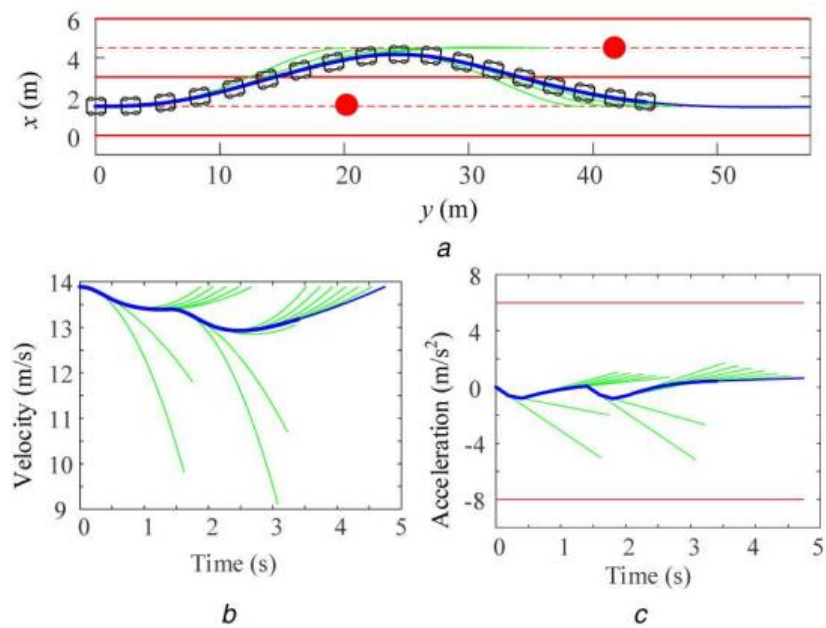 6
4
2
0
x (m)
0 10 20 30 40 50
y (m)
a
14
13
12
11
10
9
Velocity (m/s)
0 1 2 3 4 5
Time (s)
b
8
4
0
-4
-8
Acceleration (m/s²)
0 1 2 3 4 5
Time (s)
c